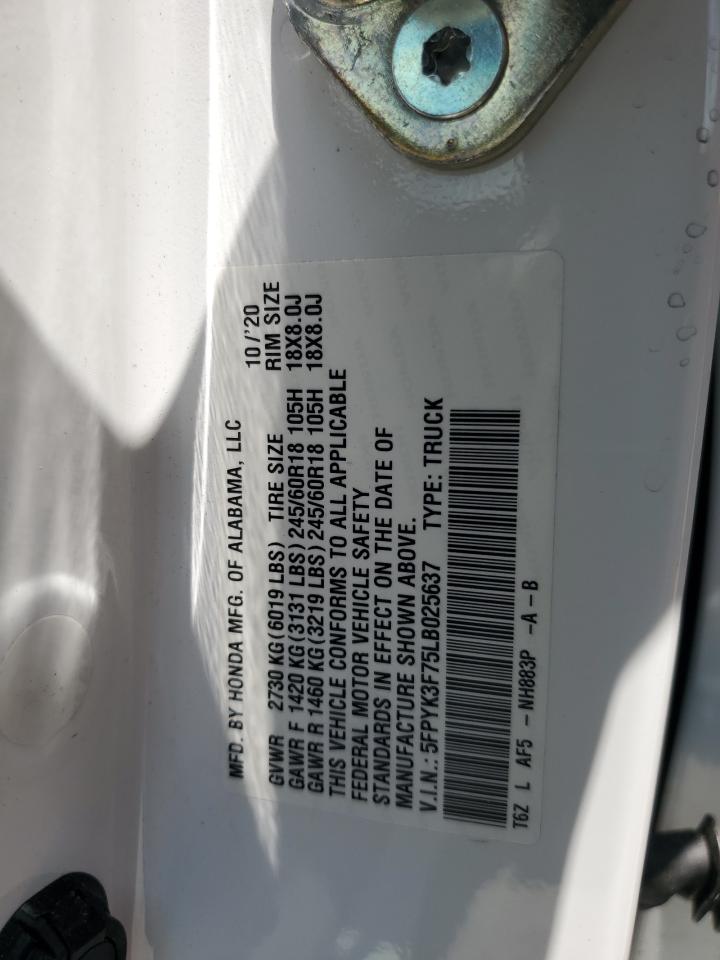 MFD. BY HONDA MFG. OF ALABAMA, LLC 10/'20
GVWR 2730 KG(6019 LBS) TIRE SIZE RIM SIZE
GAWR F 1420 KG(3131 LBS)245/60R18 105H 18X8.0J
GAWR R 1460 KG(3219 LBS)245/60R18 105H 18X8.0J
THIS VEHICLE CONFORMS TO ALL APPLICABLE
FEDERAL MOTOR VEHICLE SAFETY
STANDARDS IN EFFECT ON THE DATE OF
MANUFACTURE SHOWN ABOVE.
V.I.N.: 5FPYK3F75LB025637 TYPE: TRUCK
T6Z L AF5 -NH883P -A-B